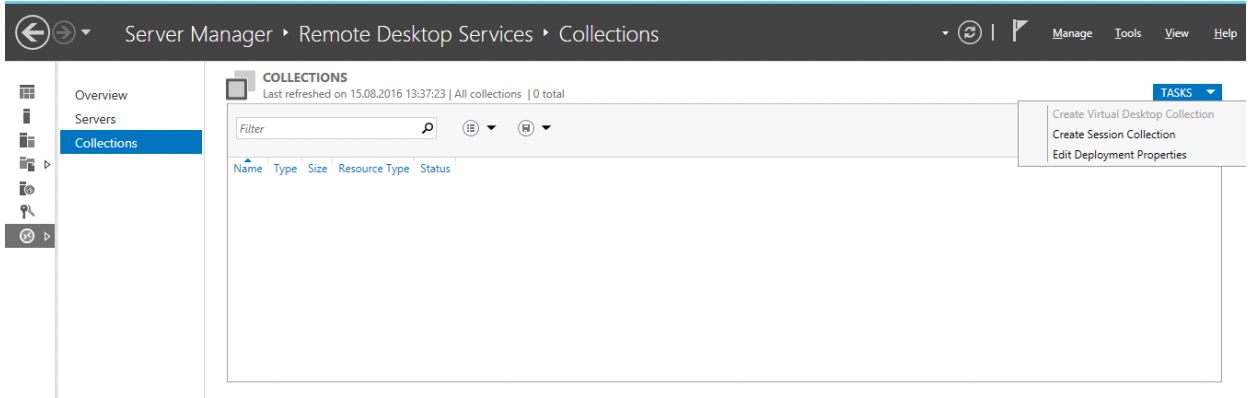 Server Manager ‣ Remote Desktop Services ‣ Collections
Manage Tools View Help
Overview
Servers
Collections
COLLECTIONS
Last refreshed on 15.08.2016 13:37:23 | All collections | 0 total
TASKS
Create Virtual Desktop Collection
Create Session Collection
Edit Deployment Properties
Filter
Name Type Size Resource Type Status